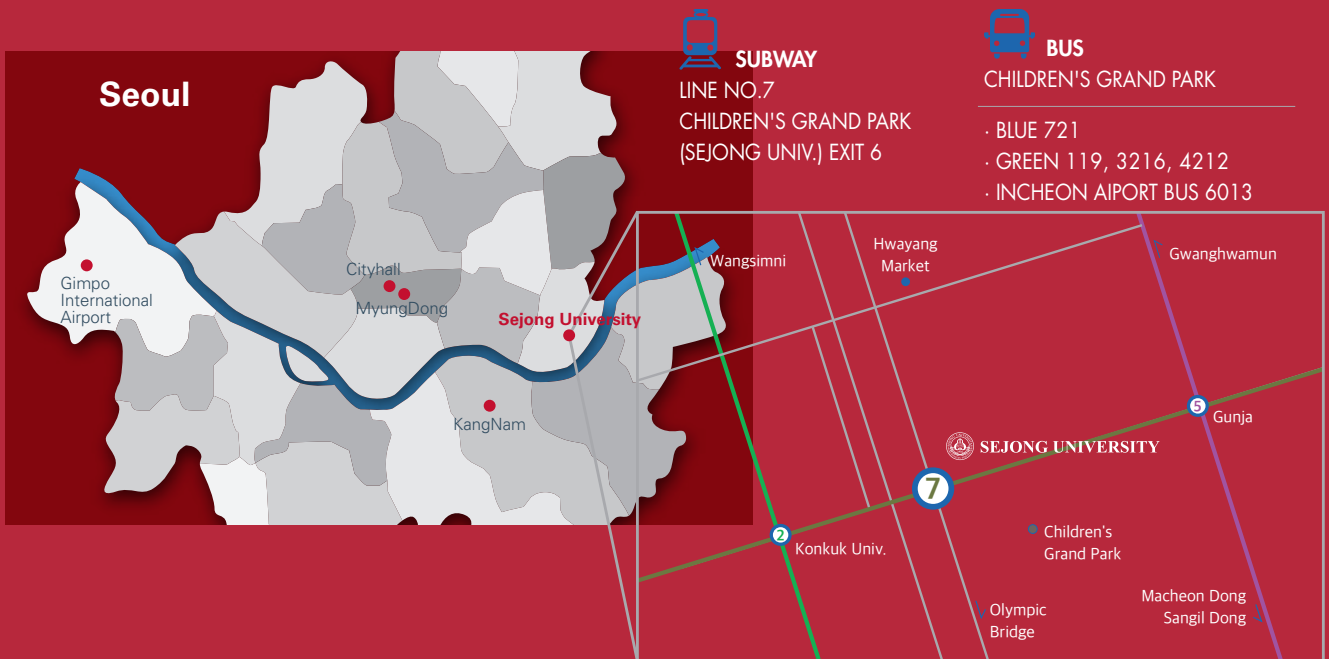 Seoul
Gimpo
International
Airport
Cityhall
MyungDong
Sejong University
KangNam
SUBWAY
LINE NO.7
CHILDREN'S GRAND PARK
(SEJONG UNIV.) EXIT 6
BUS
CHILDREN'S GRAND PARK
· BLUE 721
· GREEN 119, 3216, 4212
· INCHEON AIPORT BUS 6013
Wangsimni
Hwayang
Market
Gwanghwamun
5
Gunja
SEJONG UNIVERSITY
7
2
Konkuk Univ.
Children's
Grand Park
Olympic
Bridge
Macheon Dong
Sangil Dong